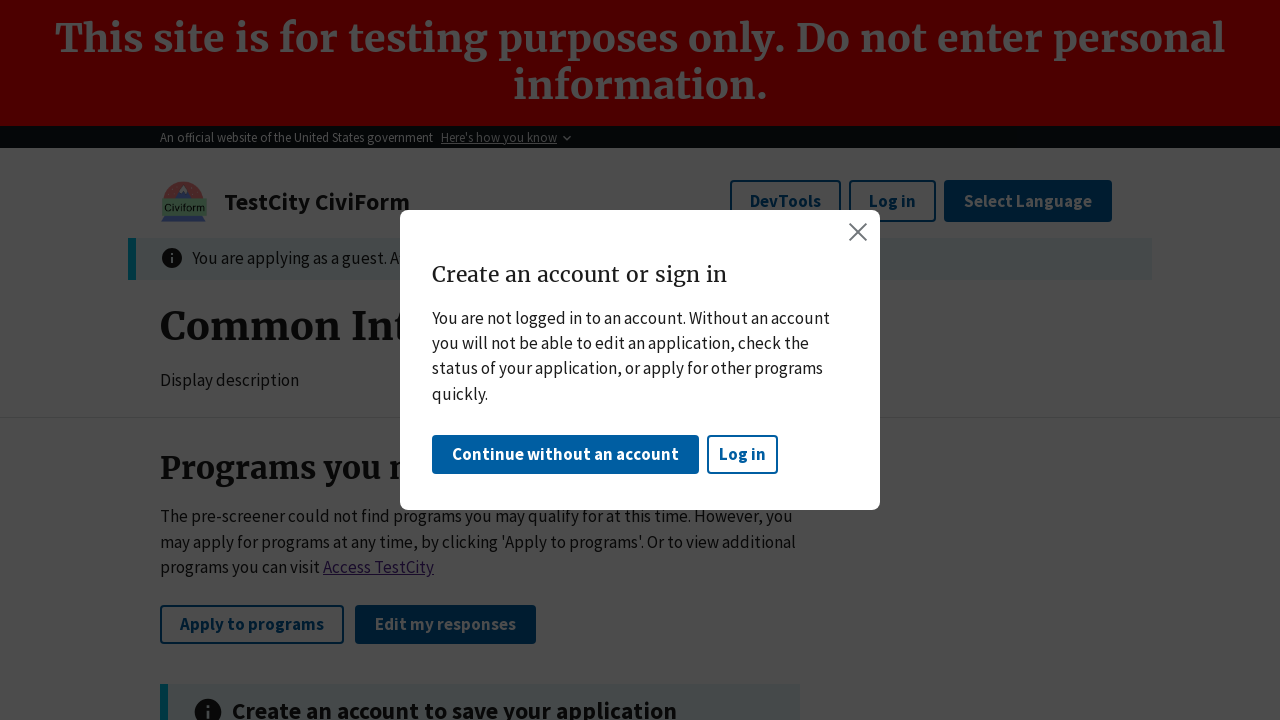 This site is for testing purposes only. Do not enter personal
information.
An official website of the United States government Here's how you know
Civiform
TestCity CiviForm
DevTools
Log in
Select Language
You are applying as a guest.
Common Int
Display description
Create an account or sign in
You are not logged in to an account. Without an account
you will not be able to edit an application, check the
status of your application, or apply for other programs
quickly.
Continue without an account
Log in
Programs you
The pre-screener could not find programs you may qualify for at this time. However, you
may apply for programs at any time, by clicking 'Apply to programs'. Or to view additional
programs you can visit Access TestCity
Apply to programs
Edit my responses
Create an account to save your application